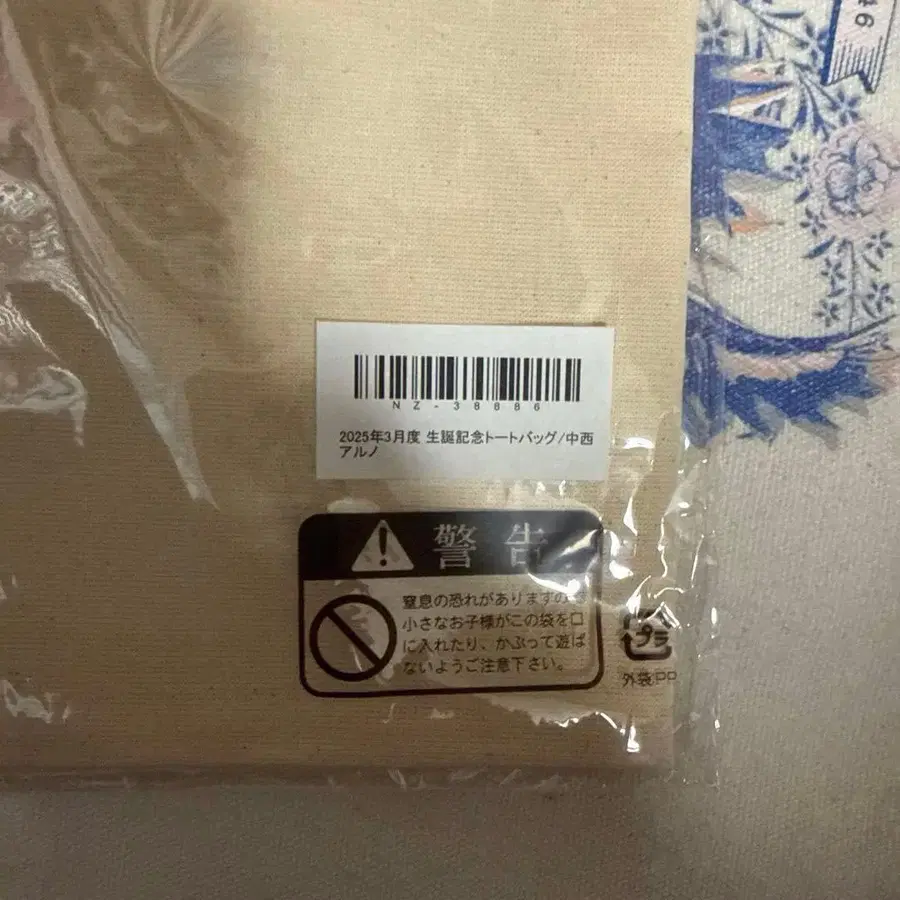 NZ-38886
2025年3月度 生誕記念トートバッグ/中西
アルノ
警告
窒息の恐れがありますので
小さなお子様がこの袋を口
に入れたり、かぶって遊ば
ないようご注意下さい。
プラ
外袋:PP